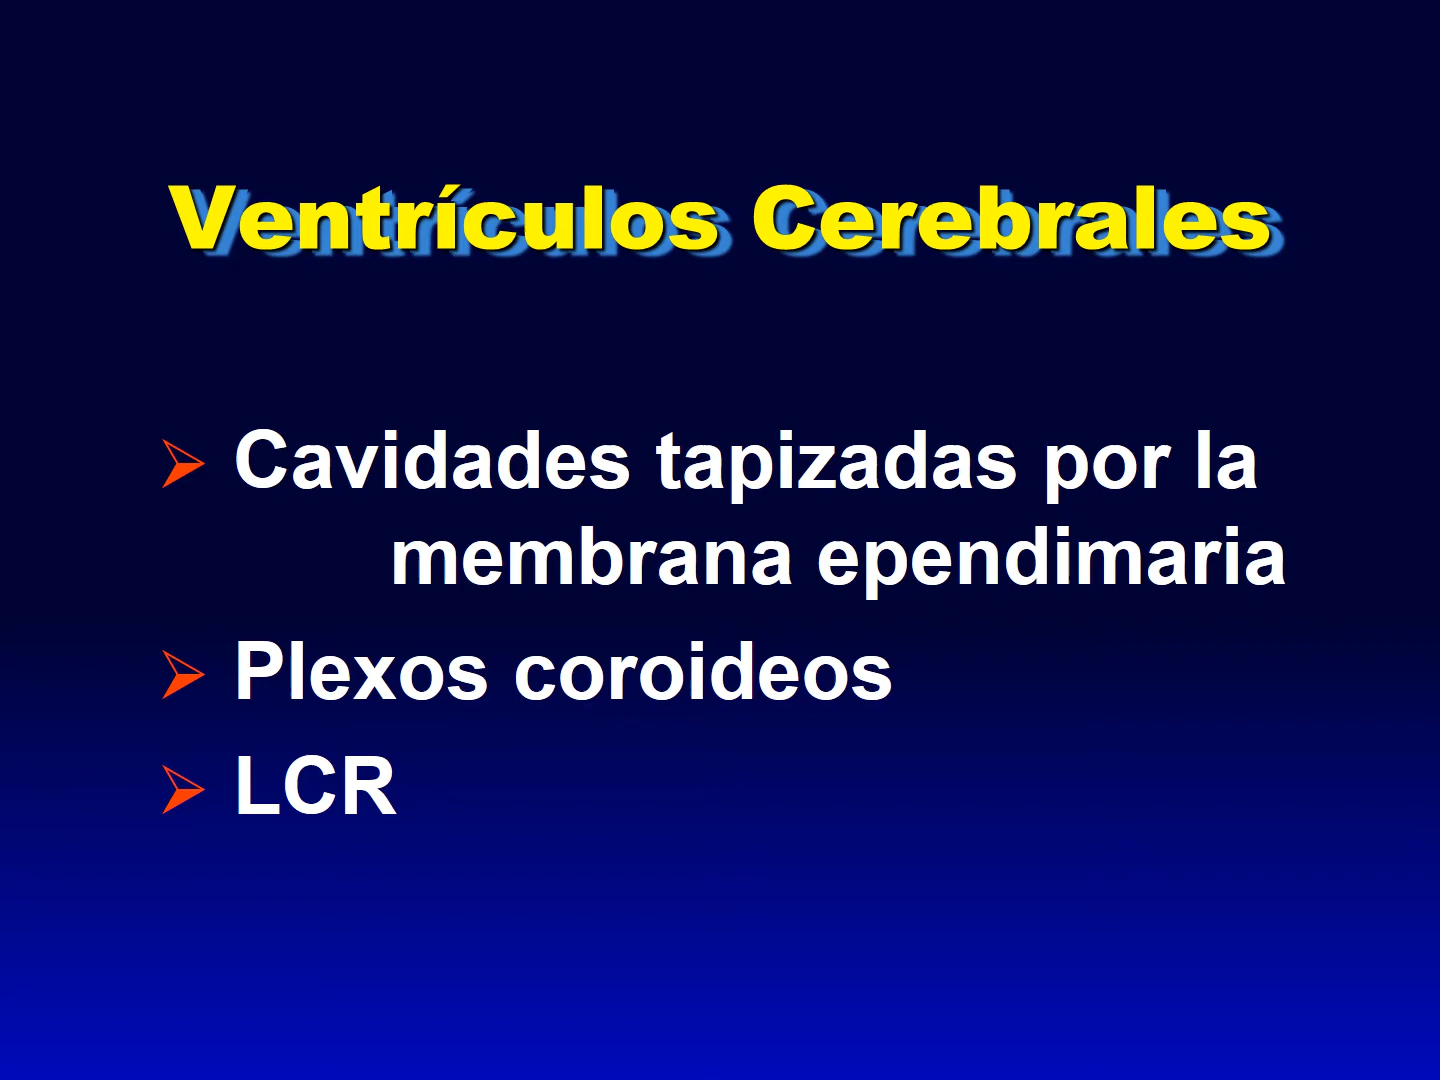 Ventrículos Cerebrales
Cavidades tapizadas por la
membrana ependimaria
Plexos coroideos
LCR